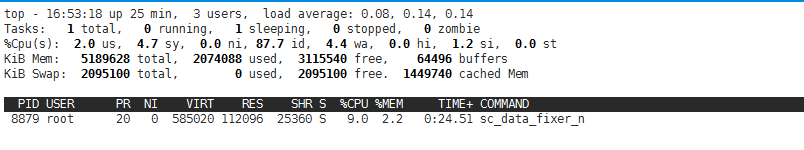 top - 16:53:18 up 25 min,  3 users,  load average: 0.08, 0.14, 0.14
Tasks:   1 total,   0 running,   1 sleeping,   0 stopped,   0 zombie
%Cpu(s):  2.0 us,  4.7 sy,  0.0 ni, 87.7 id,  4.4 wa,  0.0 hi,  1.2 si,  0.0 st
KiB Mem:   5189628 total,  2074088 used,  3115540 free,    64496 buffers
KiB Swap:  2095100 total,        0 used,  2095100 free.  1449740 cached Mem
  PID USER      PR  NI    VIRT    RES    SHR S  %CPU %MEM     TIME+ COMMAND
 8879 root      20   0  585020 112096  25360 S   9.0  2.2   0:24.51 sc_data_fixer_n